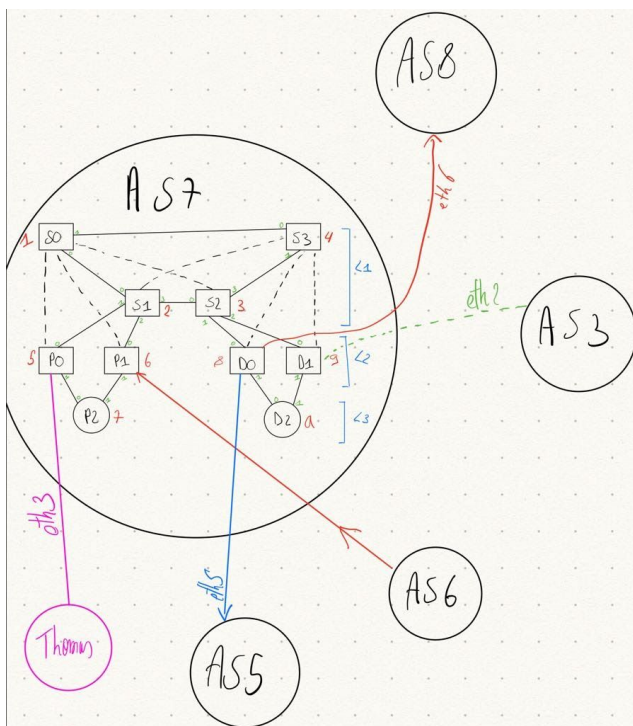 AS8
AS7
eth6
S0
S3
1
4
L1
eth2
S1
S2
2
3
AS3
5
P0
P1
6
8
D0
D1
9
L2
P2
7
D2
a
L3
eth3
eth5
AS6
Thomas
AS5